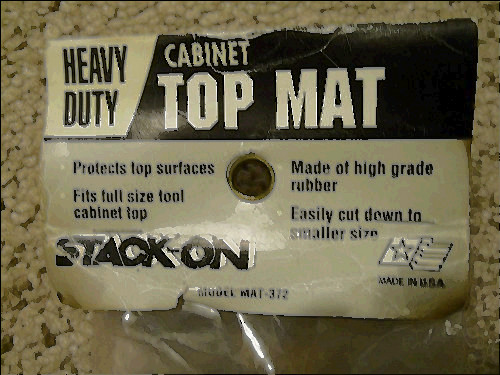 HEAVY
DUTY
CABINET
TOP MAT
Protects top surfaces
Fits full size tool
cabinet top
Made of high grade
rubber
Easily cut down to
smaller size
STACK-ON
MODEL MAT-372
MADE IN U.S.A.